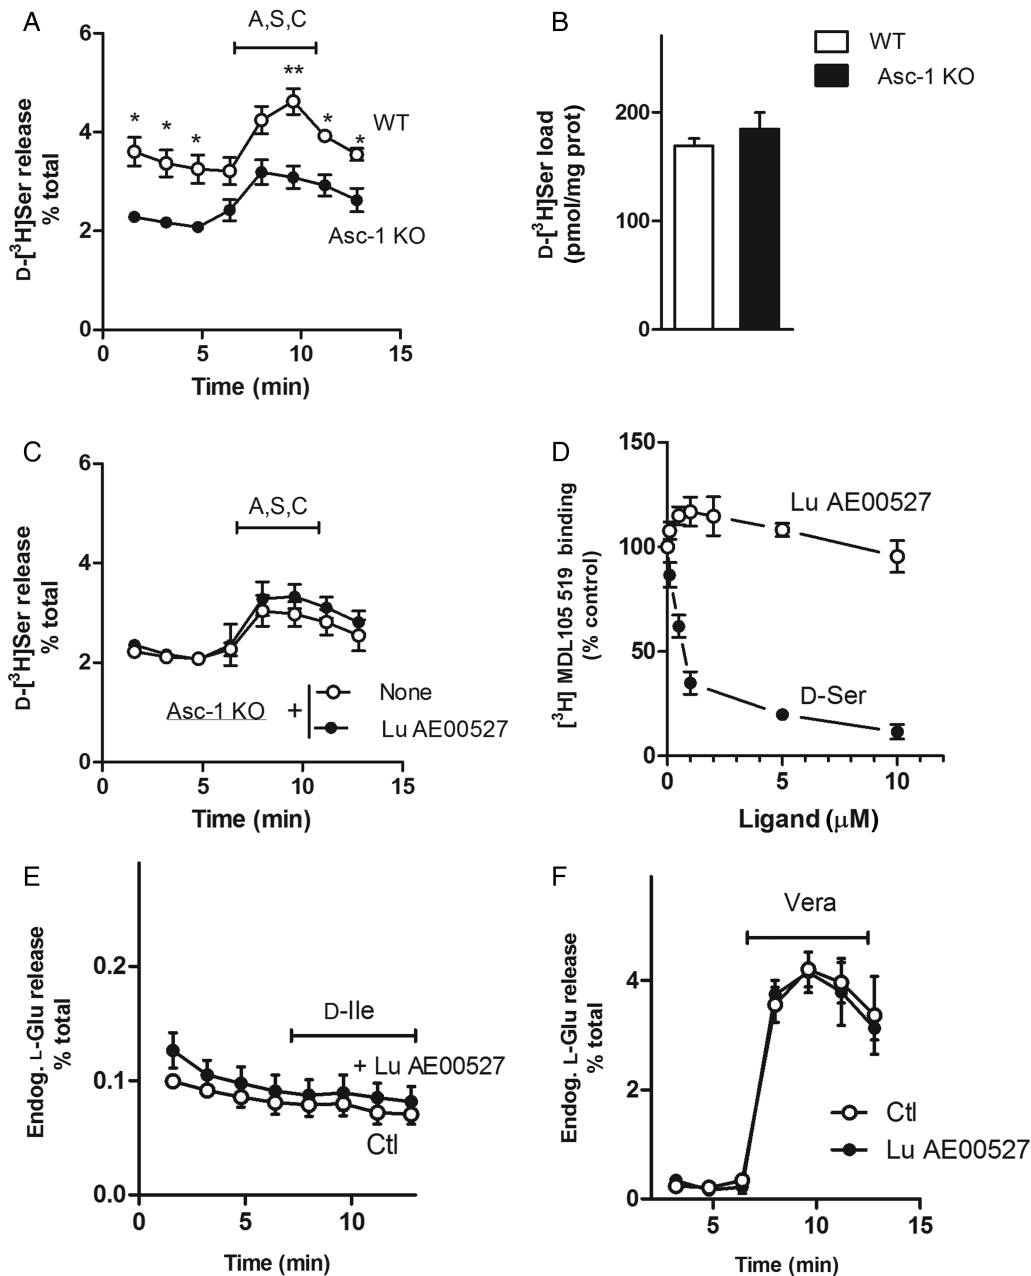 A
A,S,C
D-[³H]Ser release
% total
6
4
2
0
* * * ** * *
WT
Asc-1 KO
0 5 10 15
Time (min)
B
WT
Asc-1 KO
D-[³H]Ser load
(pmol/mg prot)
200
100
0
C
A,S,C
D-[³H]Ser release
% total
6
4
2
0
Asc-1 KO + None
Lu AE00527
0 5 10 15
Time (min)
D
[³H] MDL105 519 binding
(% control)
150
100
50
0
Lu AE00527
D-Ser
0 5 10
Ligand (μM)
E
Endog. L-Glu release
% total
0.2
0.1
0.0
D-Ile
+ Lu AE00527
Ctl
0 5 10
Time (min)
F
Vera
Endog. L-Glu release
% total
4
2
0
Ctl
Lu AE00527
5 10 15
Time (min)